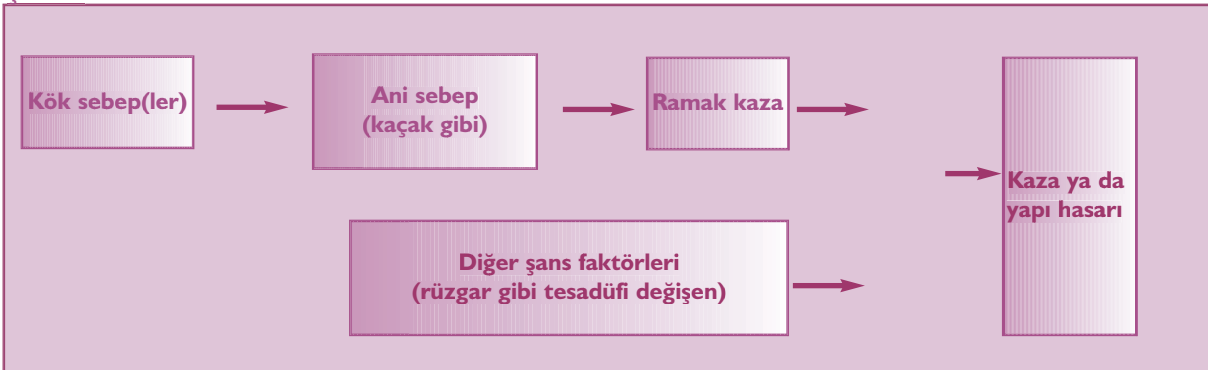 Kök sebep(ler)
Ani sebep
(kaçak gibi)
Ramak kaza
Kaza ya da
yapı hasarı
Diğer şans faktörleri
(rüzgar gibi tesadüfi değişen)